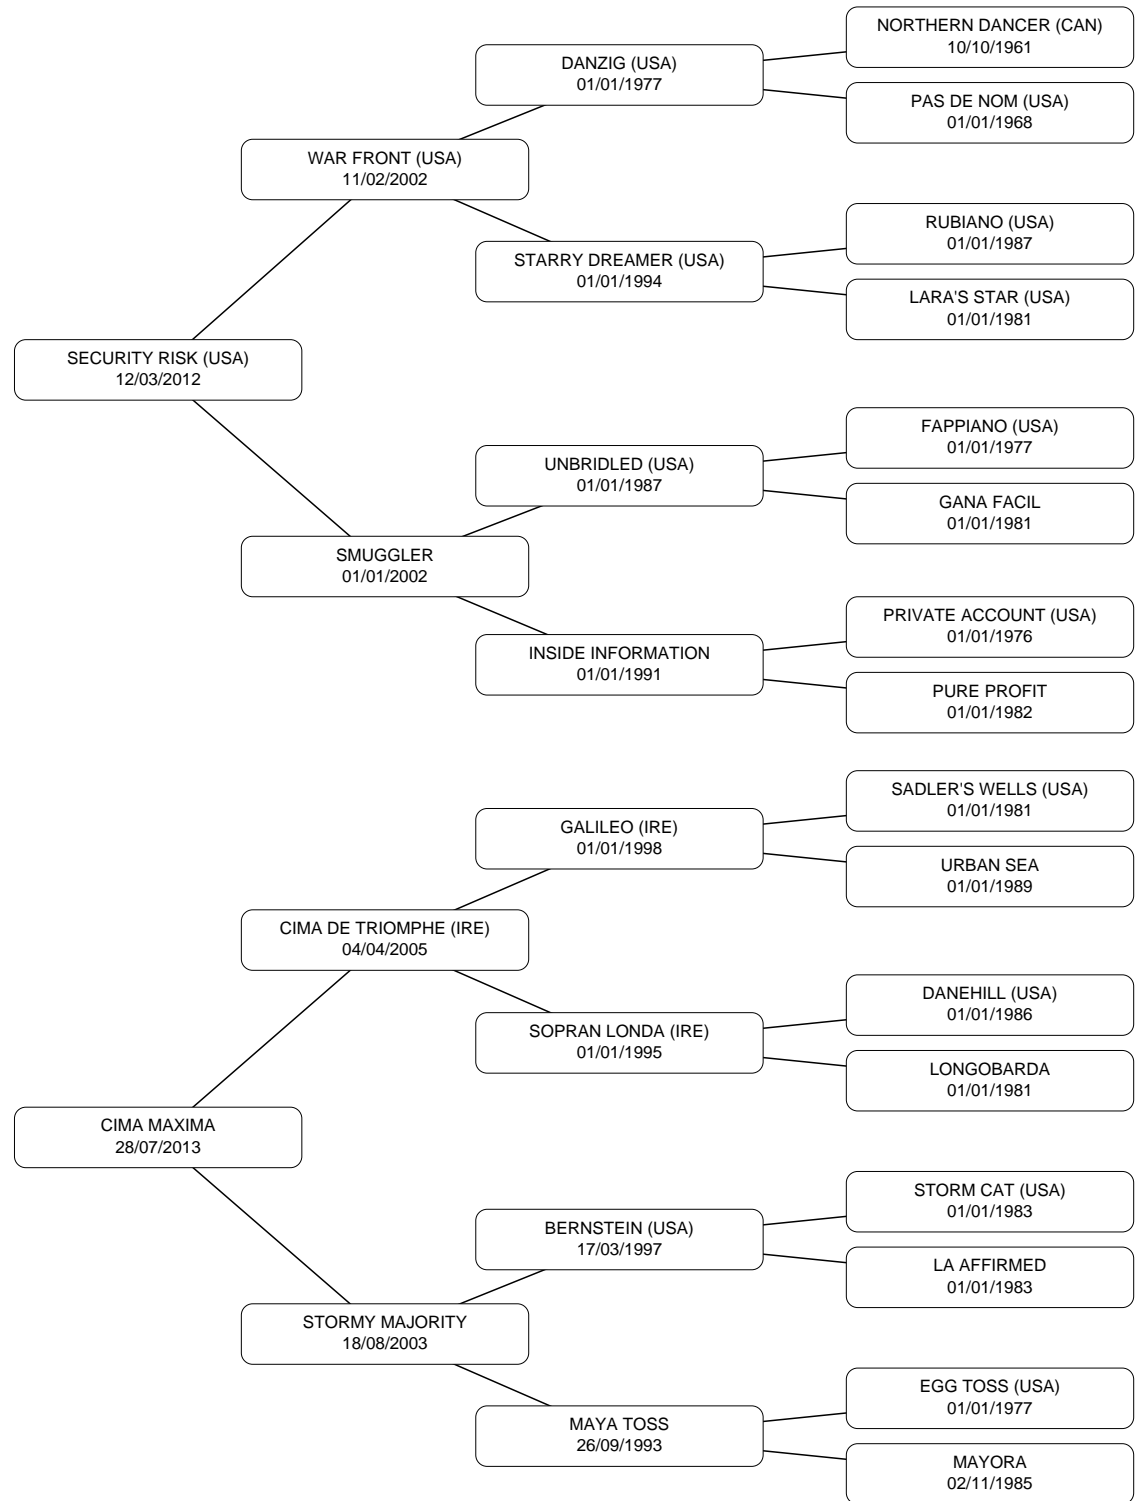 NORTHERN DANCER (CAN)
10/10/1961
DANZIG (USA)
01/01/1977
PAS DE NOM (USA)
01/01/1968
WAR FRONT (USA)
11/02/2002
RUBIANO (USA)
01/01/1987
STARRY DREAMER (USA)
01/01/1994
LARA'S STAR (USA)
01/01/1981
SECURITY RISK (USA)
12/03/2012
FAPPIANO (USA)
01/01/1977
UNBRIDLED (USA)
01/01/1987
GANA FACIL
01/01/1981
SMUGGLER
01/01/2002
PRIVATE ACCOUNT (USA)
01/01/1976
INSIDE INFORMATION
01/01/1991
PURE PROFIT
01/01/1982
SADLER'S WELLS (USA)
01/01/1981
GALILEO (IRE)
01/01/1998
URBAN SEA
01/01/1989
CIMA DE TRIOMPHE (IRE)
04/04/2005
DANEHILL (USA)
01/01/1986
SOPRAN LONDA (IRE)
01/01/1995
LONGOBARDA
01/01/1981
CIMA MAXIMA
28/07/2013
STORM CAT (USA)
01/01/1983
BERNSTEIN (USA)
17/03/1997
LA AFFIRMED
01/01/1983
STORMY MAJORITY
18/08/2003
EGG TOSS (USA)
01/01/1977
MAYA TOSS
26/09/1993
MAYORA
02/11/1985